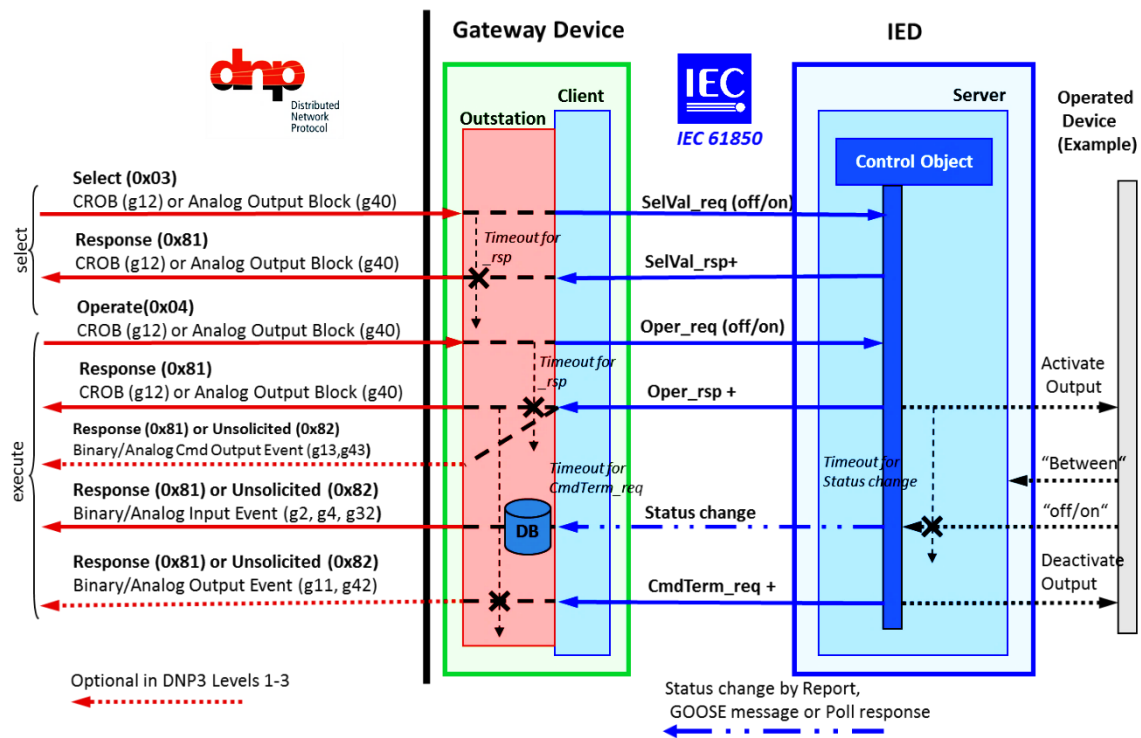 Gateway Device
IED
dnp
Distributed
Network
Protocol
IEC
IEC 61850
Client
Outstation
Server
Operated
Device
(Example)
Control Object
select
Select (0x03)
CROB (g12) or Analog Output Block (g40)
SelVal_req (off/on)
Timeout for
_rsp
Response (0x81)
CROB (g12) or Analog Output Block (g40)
SelVal_rsp+
execute
Operate(0x04)
CROB (g12) or Analog Output Block (g40)
Oper_req (off/on)
Timeout for
_rsp
Response (0x81)
CROB (g12) or Analog Output Block (g40)
Oper_rsp +
Activate
Output
Response (0x81) or Unsolicited (0x82)
Binary/Analog Cmd Output Event (g13,g43)
Timeout for
CmdTerm_req
Timeout for
Status change
“Between“
Response (0x81) or Unsolicited (0x82)
Binary/Analog Input Event (g2, g4, g32)
DB
Status change
“off/on“
Response (0x81) or Unsolicited (0x82)
Binary/Analog Output Event (g11, g42)
CmdTerm_req +
Deactivate
Output
Optional in DNP3 Levels 1-3
Status change by Report,
GOOSE message or Poll response